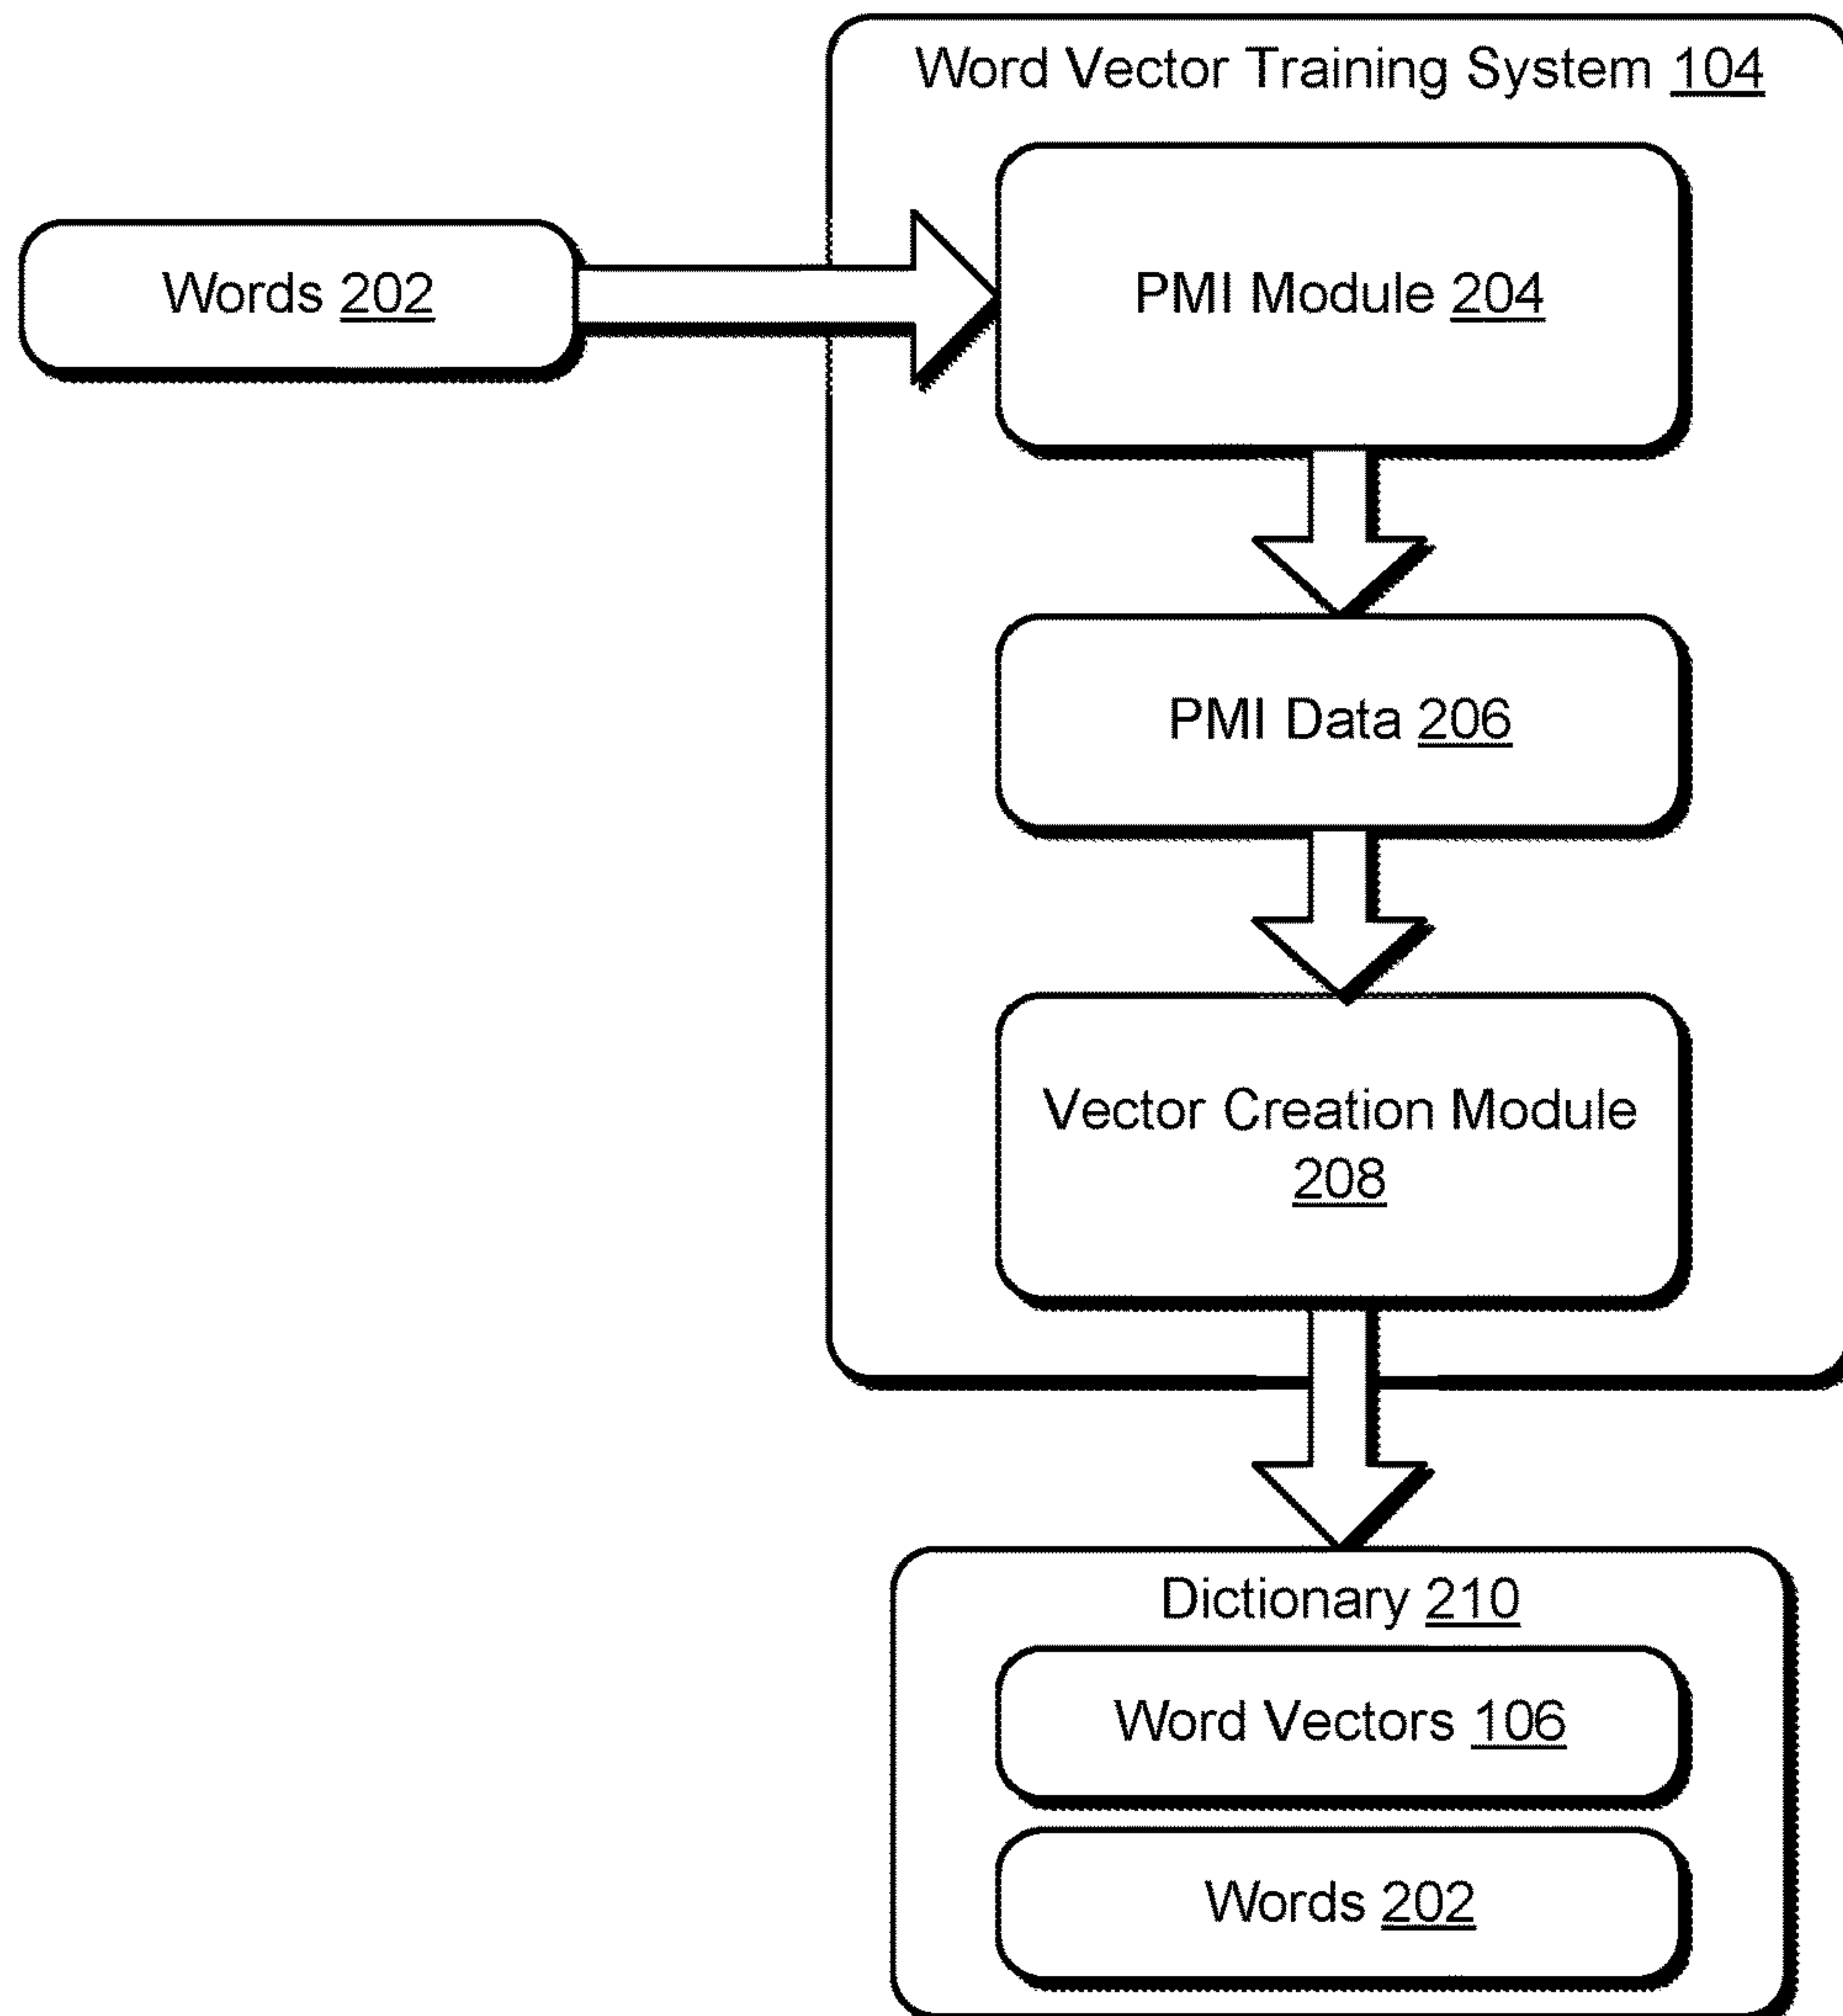 Word Vector Training System 104
Words 202
PMI Module 204
PMI Data 206
Vector Creation Module
208
Dictionary 210
Word Vectors 106
Words 202